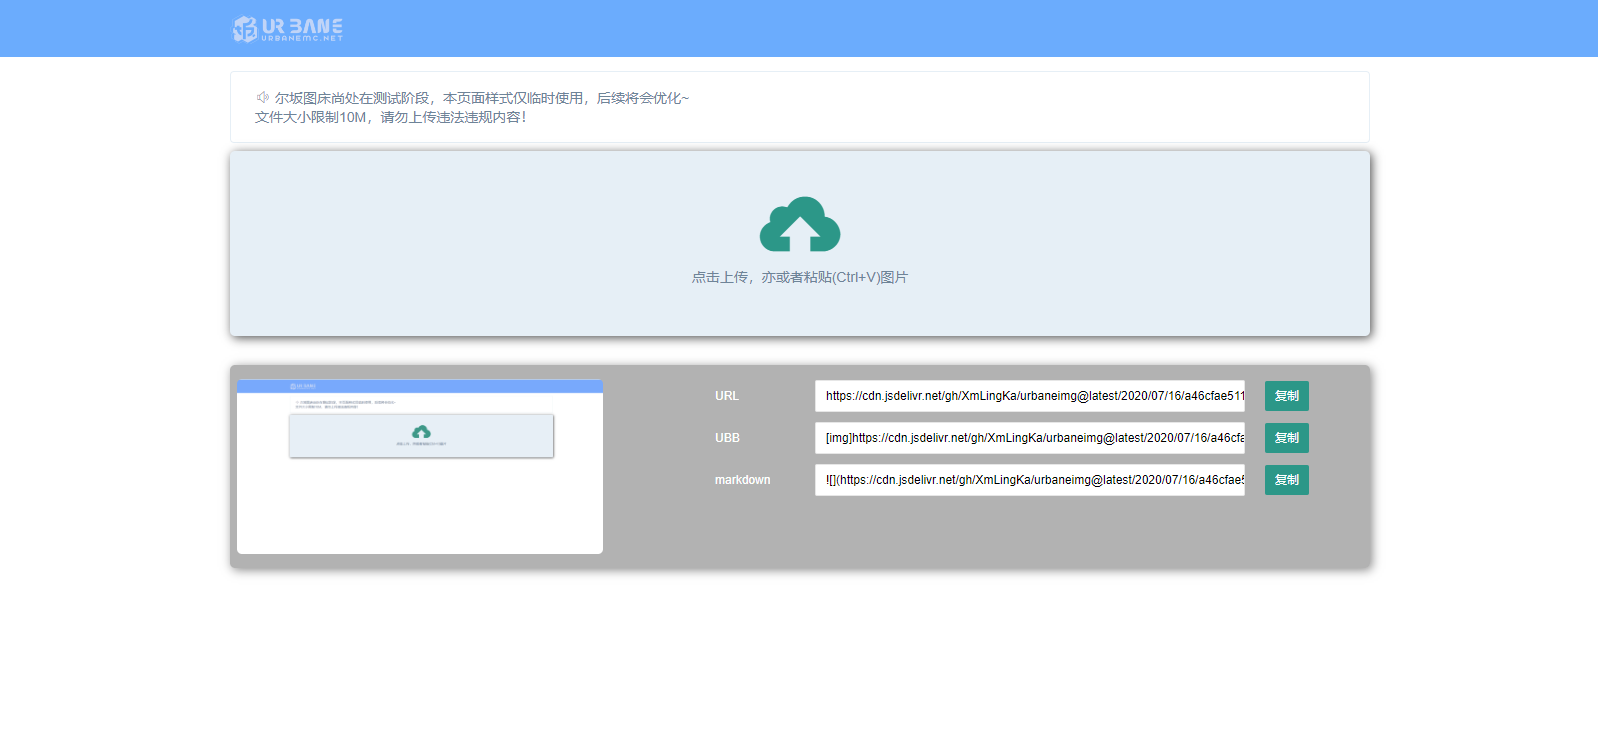 UR BANE
URBANEMC.NET
尔坂图床尚处在测试阶段，本页面样式仅临时使用，后续将会优化~
文件大小限制10M，请勿上传违法违规内容！
点击上传，亦或者粘贴(Ctrl+V)图片
URL
https://cdn.jsdelivr.net/gh/XmLingKa/urbaneimg@latest/2020/07/16/a46cfae511
复制
UBB
[img]https://cdn.jsdelivr.net/gh/XmLingKa/urbaneimg@latest/2020/07/16/a46cfa
复制
markdown
![](https://cdn.jsdelivr.net/gh/XmLingKa/urbaneimg@latest/2020/07/16/a46cfae5
复制